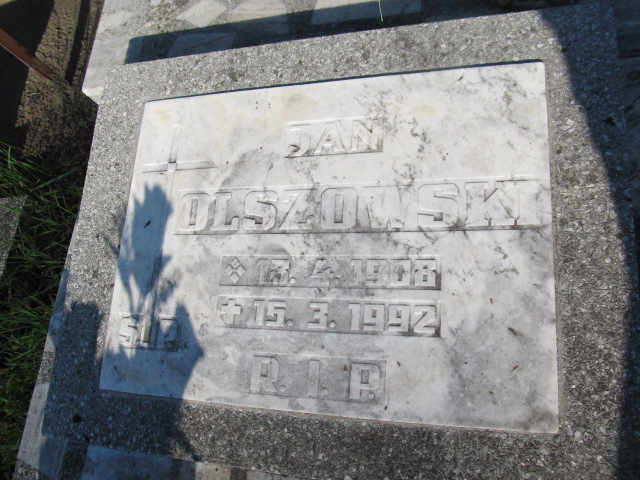 JAN
OLSZOWSKI
13. 4. 1908
15. 3. 1992
Ś.P.
R. I. P.